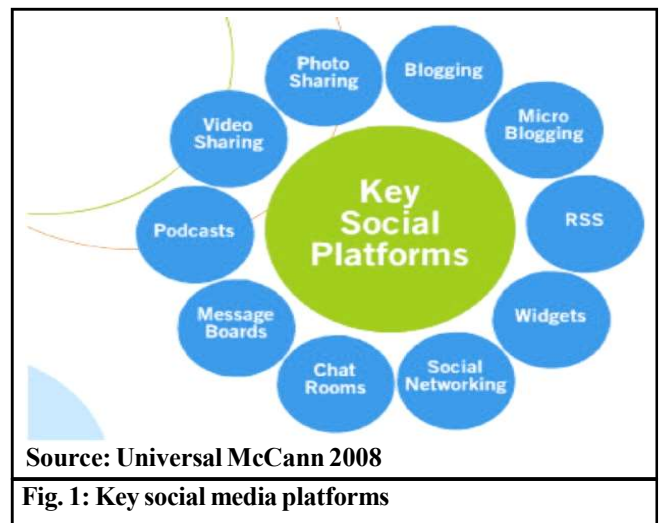 Photo
Sharing
Blogging
Micro
Blogging
RSS
Widgets
Social
Networking
Chat
Rooms
Message
Boards
Podcasts
Video
Sharing
Key
Social
Platforms
Source: Universal McCann 2008
Fig. 1: Key social media platforms